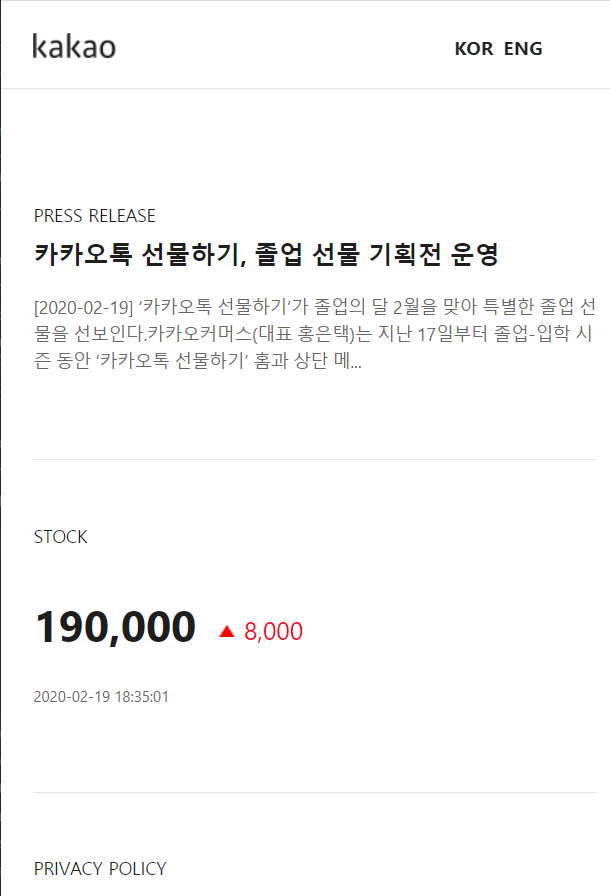 kakao
KOR ENG
PRESS RELEASE
카카오톡 선물하기, 졸업 선물 기획전 운영
[2020-02-19] ‘카카오톡 선물하기’가 졸업의 달 2월을 맞아 특별한 졸업 선
물을 선보인다.카카오커머스(대표 홍은택)는 지난 17일부터 졸업-입학 시
즌 동안 ‘카카오톡 선물하기’ 홈과 상단 메...
STOCK
190,000 ▲ 8,000
2020-02-19 18:35:01
PRIVACY POLICY